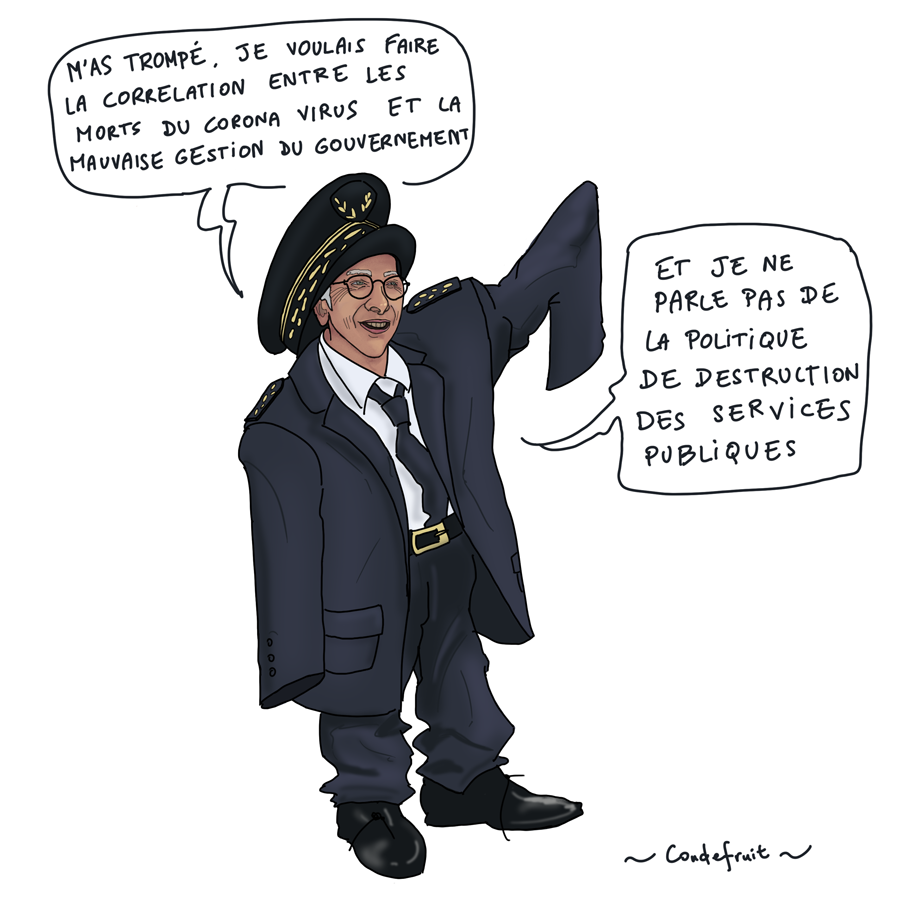 M'AS TROMPÉ, JE VOULAIS FAIRE
LA CORRELATION ENTRE LES
MORTS DU CORONA VIRUS ET LA
MAUVAISE GESTION DU GOUVERNEMENT
ET JE NE
PARLE PAS DE
LA POLITIQUE
DE DESTRUCTION
DES SERVICES
PUBLIQUES
~ Condefruit ~